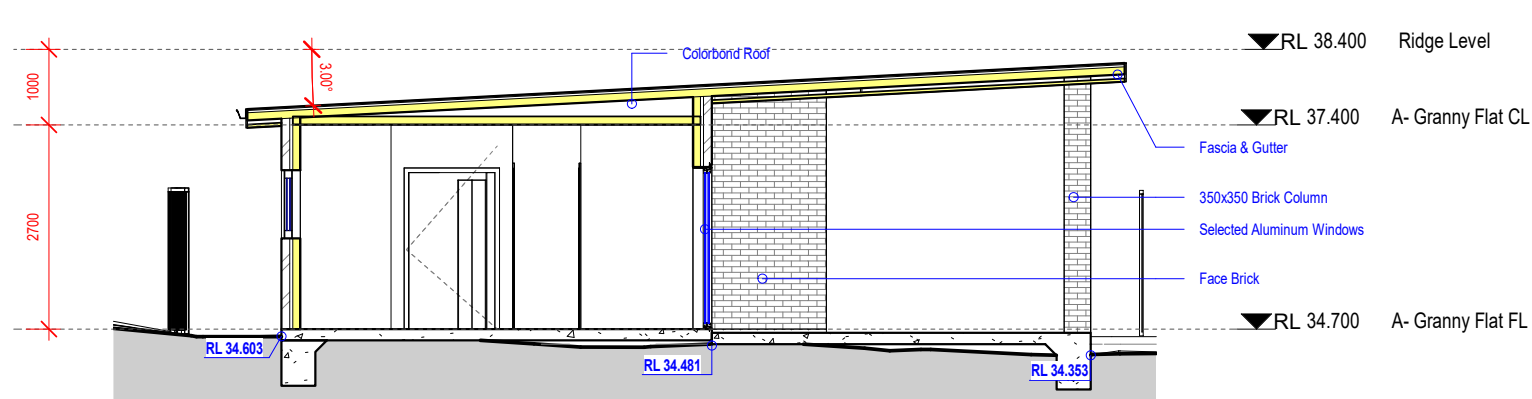 RL 38.400 Ridge Level
Colorbond Roof
1000
3.00°
RL 37.400 A- Granny Flat CL
Fascia & Gutter
350x350 Brick Column
2700
Selected Aluminum Windows
Face Brick
RL 34.700 A- Granny Flat FL
RL 34.603
RL 34.481
RL 34.353